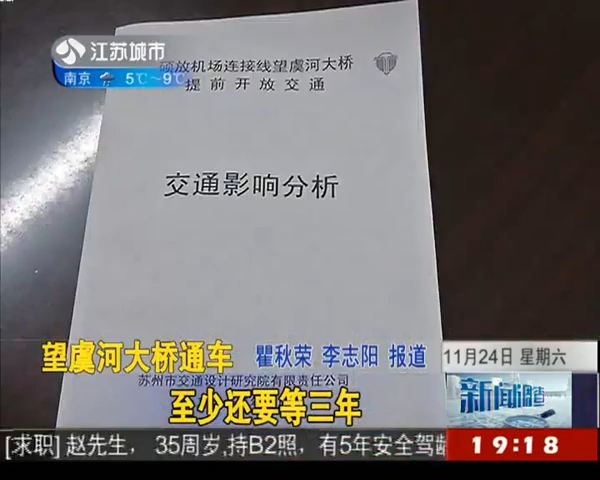 江苏城市
南京 5℃~9℃
硕放机场连接线望虞河大桥
提前开放交通
交通影响分析
望虞河大桥通车 瞿秋荣 李志阳 报道
11月24日 星期六
苏州市交通设计研究院有限责任公司
至少还要等三年
新闻调查
[求职] 赵先生， 35周岁,持B2照，有5年安全驾龄
19:18